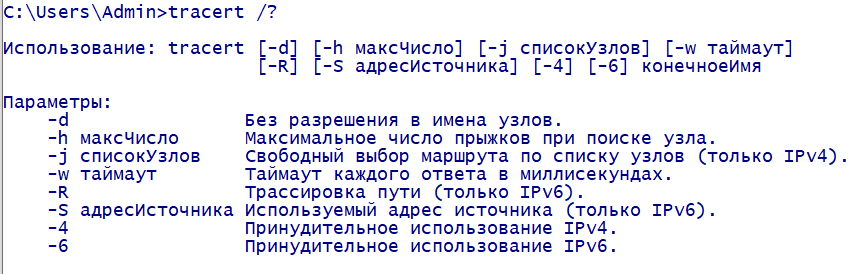 C:\Users\Admin>tracert /?
Использование: tracert [-d] [-h максЧисло] [-j списокУзлов] [-w таймаут]
[-R] [-S адресИсточника] [-4] [-6] конечноеИмя
Параметры:
-d Без разрешения в имена узлов.
-h максЧисло Максимальное число прыжков при поиске узла.
-j списокУзлов Свободный выбор маршрута по списку узлов (только IPv4).
-w таймаут Таймаут каждого ответа в миллисекундах.
-R Трассировка пути (только IPv6).
-S адресИсточника Используемый адрес источника (только IPv6).
-4 Принудительное использование IPv4.
-6 Принудительное использование IPv6.